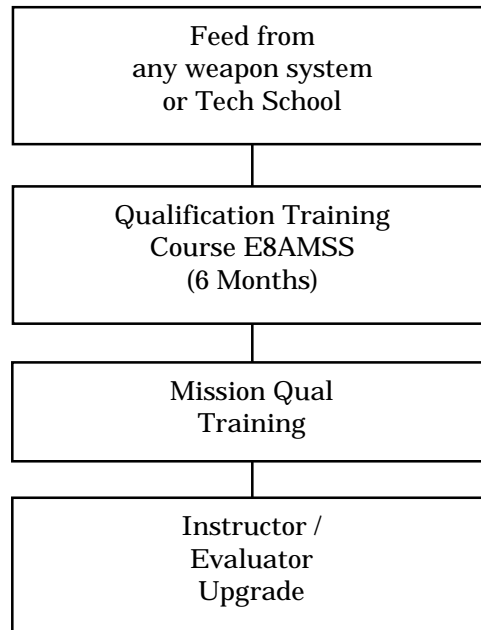 Feed from
any weapon system
or Tech School
Qualification Training
Course E8AMSS
(6 Months)
Mission Qual
Training
Instructor /
Evaluator
Upgrade